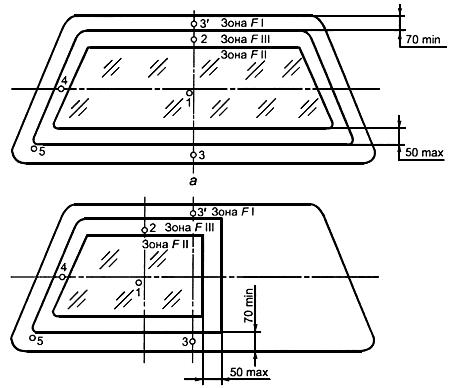 3′ Зона F I
2 Зона F III
Зона F II
70 min
4
1
5
3
50 max
а
3′ Зона F I
2 Зона F III
Зона F II
4
1
70 min
5
3
50 max